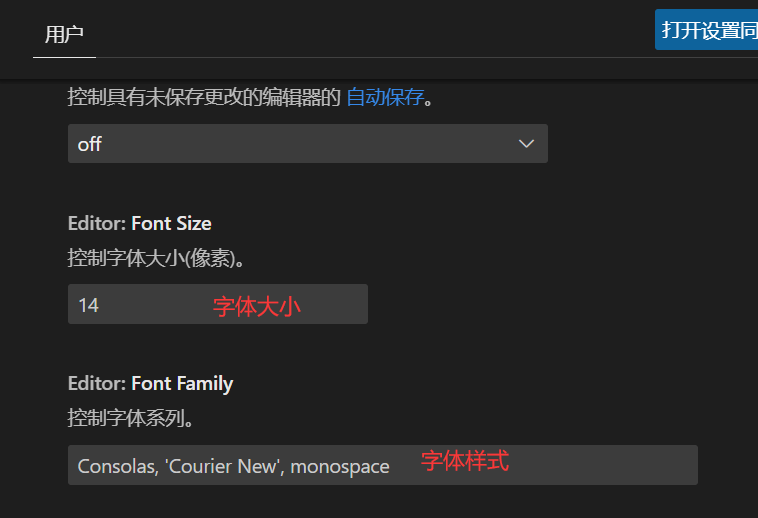 用户
打开设置同
控制具有未保存更改的编辑器的 自动保存。
off
Editor: Font Size
控制字体大小(像素)。
14 字体大小
Editor: Font Family
控制字体系列。
Consolas, 'Courier New', monospace 字体样式